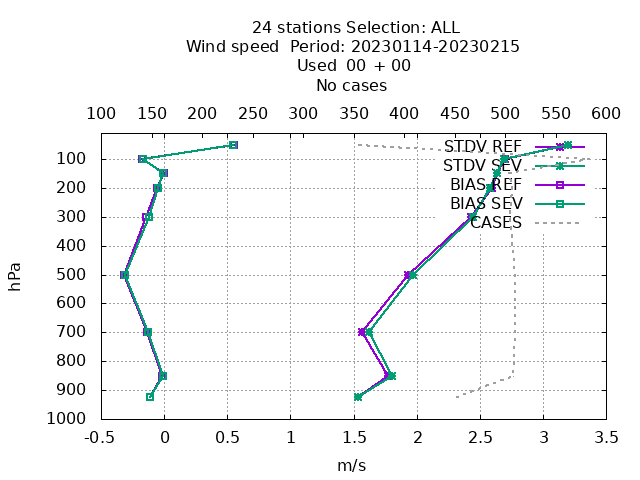 24 stations Selection: ALL
Wind speed  Period: 20230114-20230215
Used  00 + 00
No cases
100 150 200 250 300 350 400 450 500 550 600
STDV REF
STDV SEV
BIAS REF
BIAS SEV
CASES
hPa
100
200
300
400
500
600
700
800
900
1000
-0.5 0 0.5 1 1.5 2 2.5 3 3.5
m/s